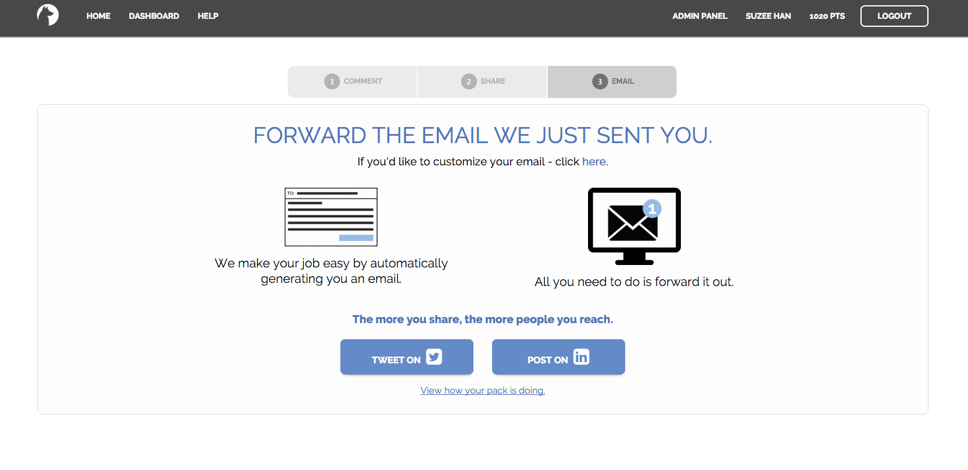 HOME DASHBOARD HELP ADMIN PANEL SUZEE HAN 1020 PTS LOGOUT
1 COMMENT 2 SHARE 3 EMAIL
FORWARD THE EMAIL WE JUST SENT YOU.
If you'd like to customize your email - click here.
TO:
1
We make your job easy by automatically
generating you an email.
All you need to do is forward it out.
The more you share, the more people you reach.
TWEET ON POST ON in
View how your pack is doing.